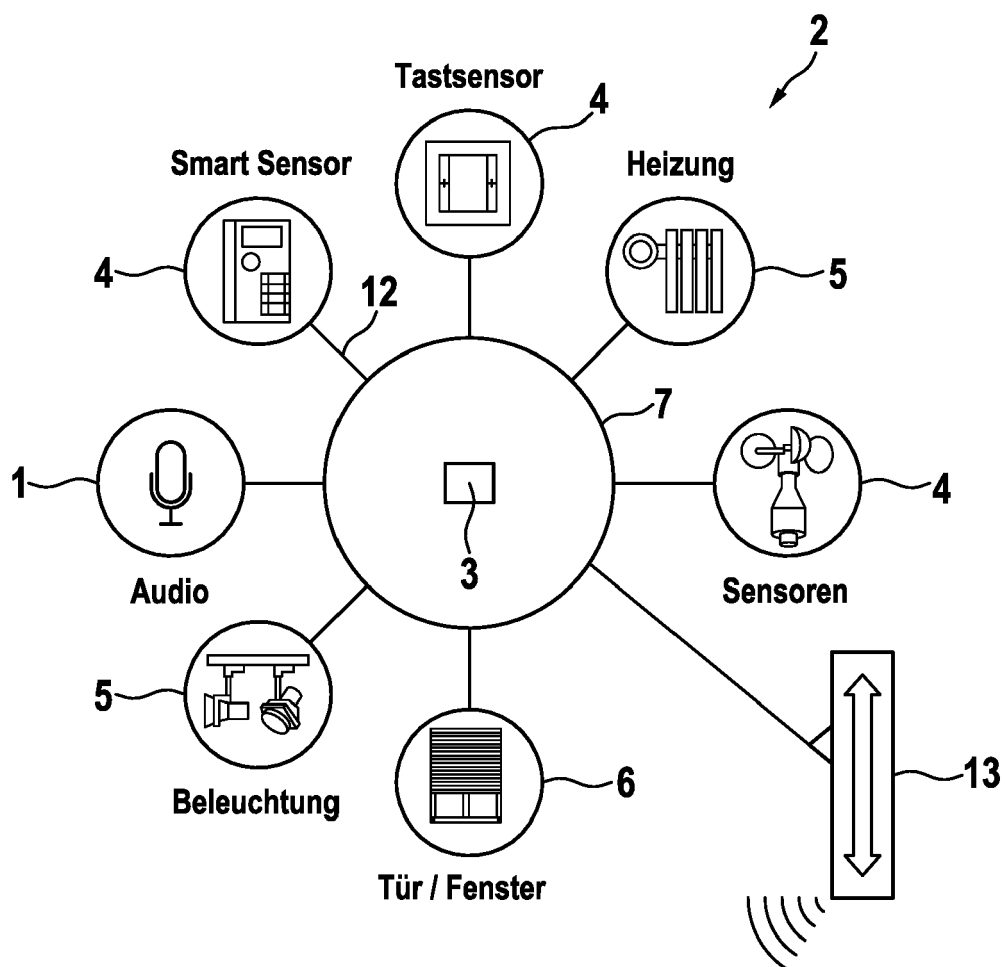 2
Tastsensor
4
Smart Sensor
Heizung
4
12
5
7
1
4
3
Audio
Sensoren
5
6
13
Beleuchtung
Tür / Fenster